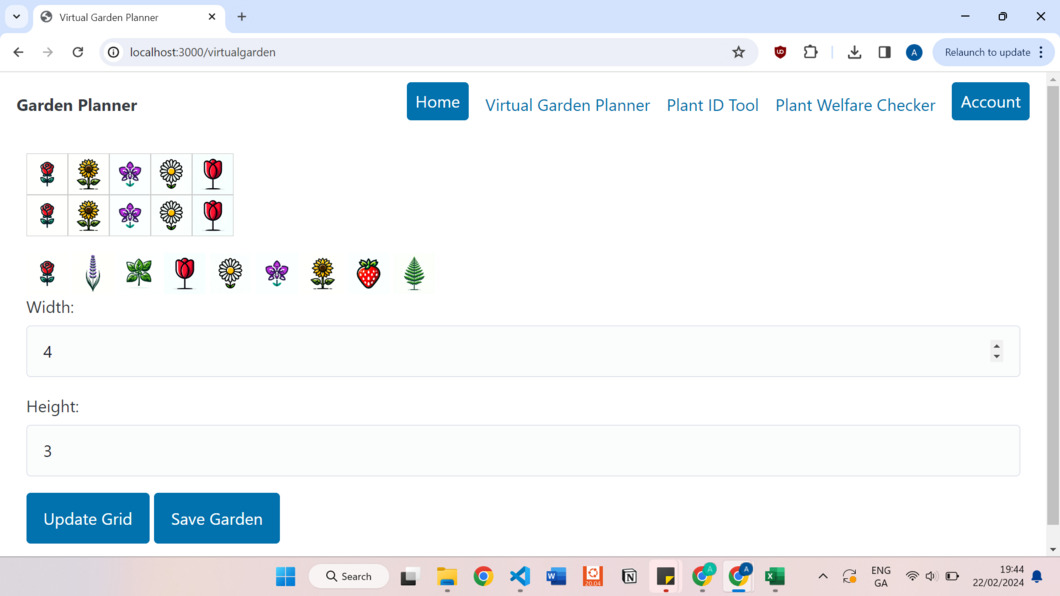 Virtual Garden Planner
localhost:3000/virtualgarden
A
Relaunch to update
Garden Planner
Home
Virtual Garden Planner
Plant ID Tool
Plant Welfare Checker
Account
Width:
4
Height:
3
Update Grid
Save Garden
Search
20.04
ENG
GA
19:44
22/02/2024